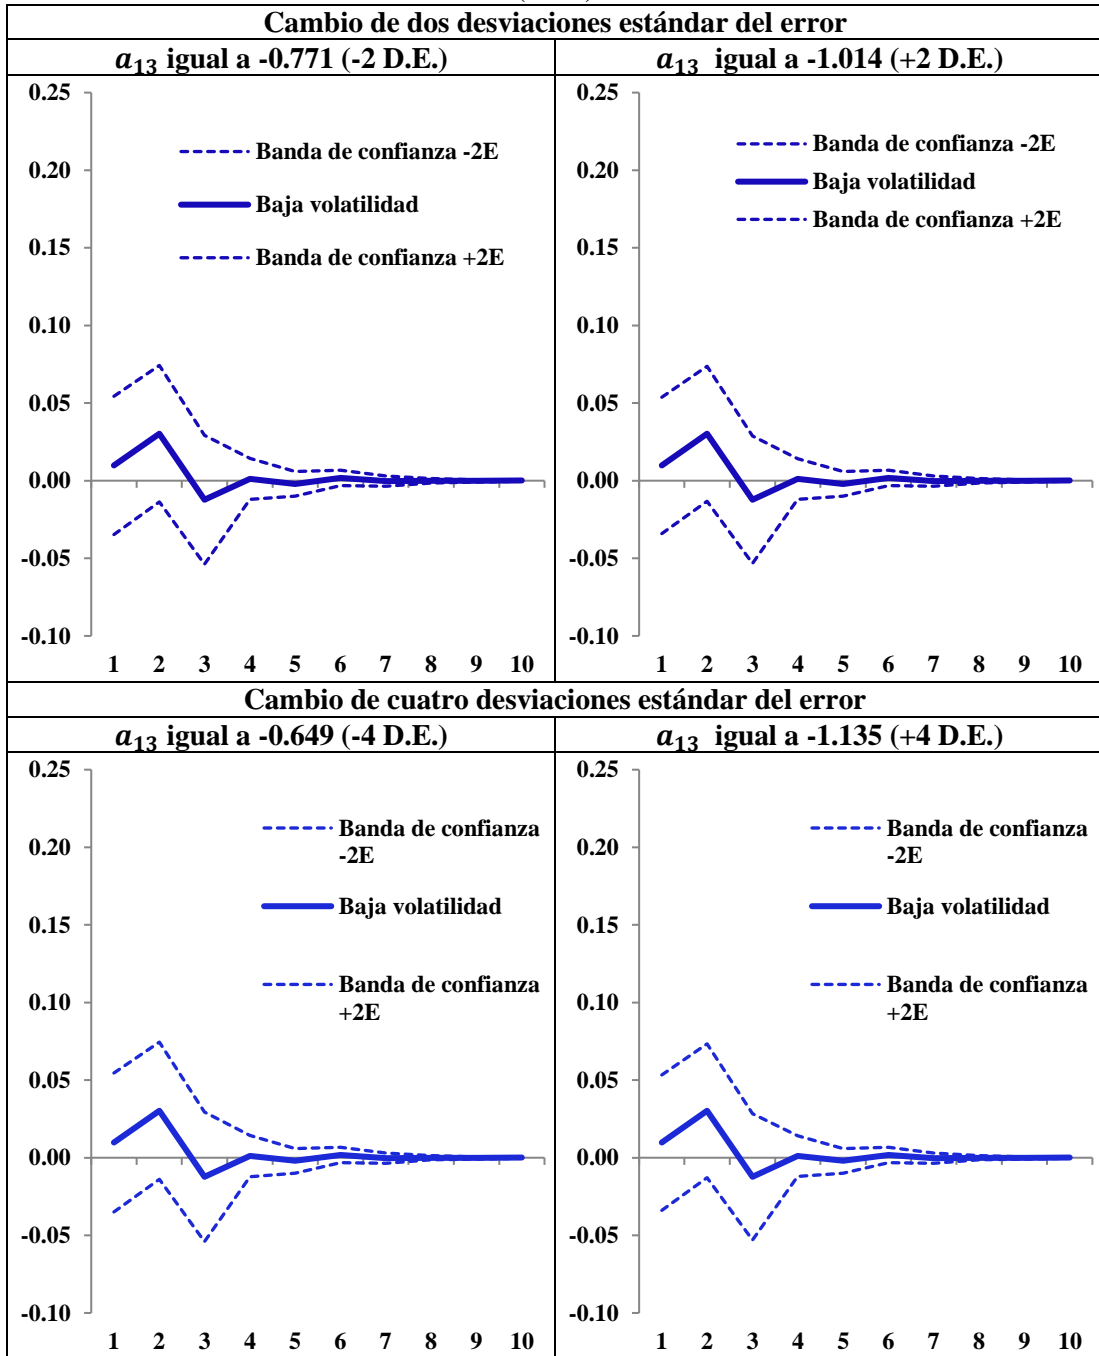 Cambio de dos desviaciones estándar del error
a₁₃ igual a -0.771 (-2 D.E.)
a₁₃ igual a -1.014 (+2 D.E.)
0.25
0.20
0.15
0.10
0.05
0.00
-0.05
-0.10
Banda de confianza -2E
Baja volatilidad
Banda de confianza +2E
1 2 3 4 5 6 7 8 9 10
0.25
0.20
0.15
0.10
0.05
0.00
-0.05
-0.10
Banda de confianza -2E
Baja volatilidad
Banda de confianza +2E
1 2 3 4 5 6 7 8 9 10
Cambio de cuatro desviaciones estándar del error
a₁₃ igual a -0.649 (-4 D.E.)
a₁₃ igual a -1.135 (+4 D.E.)
0.25
0.20
0.15
0.10
0.05
0.00
-0.05
-0.10
Banda de confianza
-2E
Baja volatilidad
Banda de confianza
+2E
1 2 3 4 5 6 7 8 9 10
0.25
0.20
0.15
0.10
0.05
0.00
-0.05
-0.10
Banda de confianza
-2E
Baja volatilidad
Banda de confianza
+2E
1 2 3 4 5 6 7 8 9 10